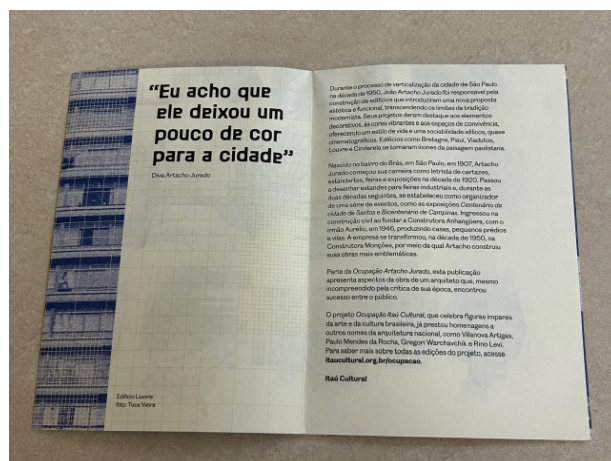 “Eu acho que
ele deixou um
pouco de cor
para a cidade”
Diva Artacho Jurado
Edifício Louvre
foto: Tuca Vieira
Durante o processo de verticalização da cidade de São Paulo
na década de 1950, João Artacho Jurado foi responsável pela
construção de edifícios que introduziram uma nova proposta
estética e funcional, transcendendo os limites da tradição
modernista. Seus projetos deram destaque aos elementos
decorativos, às cores vibrantes e aos espaços de convivência,
oferecendo um estilo de vida e uma sociabilidade idílicos, quase
cinematográficos. Edifícios como Bretagne, Piauí, Viadutos,
Louvre e Cinderela se tornaram ícones da paisagem paulistana.
Nascido no bairro do Brás, em São Paulo, em 1907, Artacho
Jurado começou sua carreira como letrista de cartazes,
estandartes, feiras e exposições na década de 1920. Passou
a desenhar estandes para feiras industriais e, durante as
duas décadas seguintes, se estabeleceu como organizador
de uma série de eventos, como as exposições Centenário da
cidade de Santos e Bicentenário de Campinas. Ingressou na
construção civil ao fundar a Construtora Anhangüera, com o
irmão Aurélio, em 1946, produzindo casas, pequenos prédios
e vilas. A empresa se transformou, na década de 1950, na
Construtora Monções, por meio da qual Artacho construiu
suas obras mais emblemáticas.
Parte da Ocupação Artacho Jurado, esta publicação
apresenta aspectos da obra de um arquiteto que, mesmo
incompreendido pela crítica de sua época, encontrou
sucesso entre o público.
O projeto Ocupação Itaú Cultural, que celebra figuras ímpares
da arte e da cultura brasileira, já prestou homenagens a
outros nomes da arquitetura nacional, como Vilanova Artigas,
Paulo Mendes da Rocha, Gregori Warchavchik e Rino Levi.
Para saber mais sobre todas as edições do projeto, acesse
itaucultural.org.br/ocupacao.
Itaú Cultural